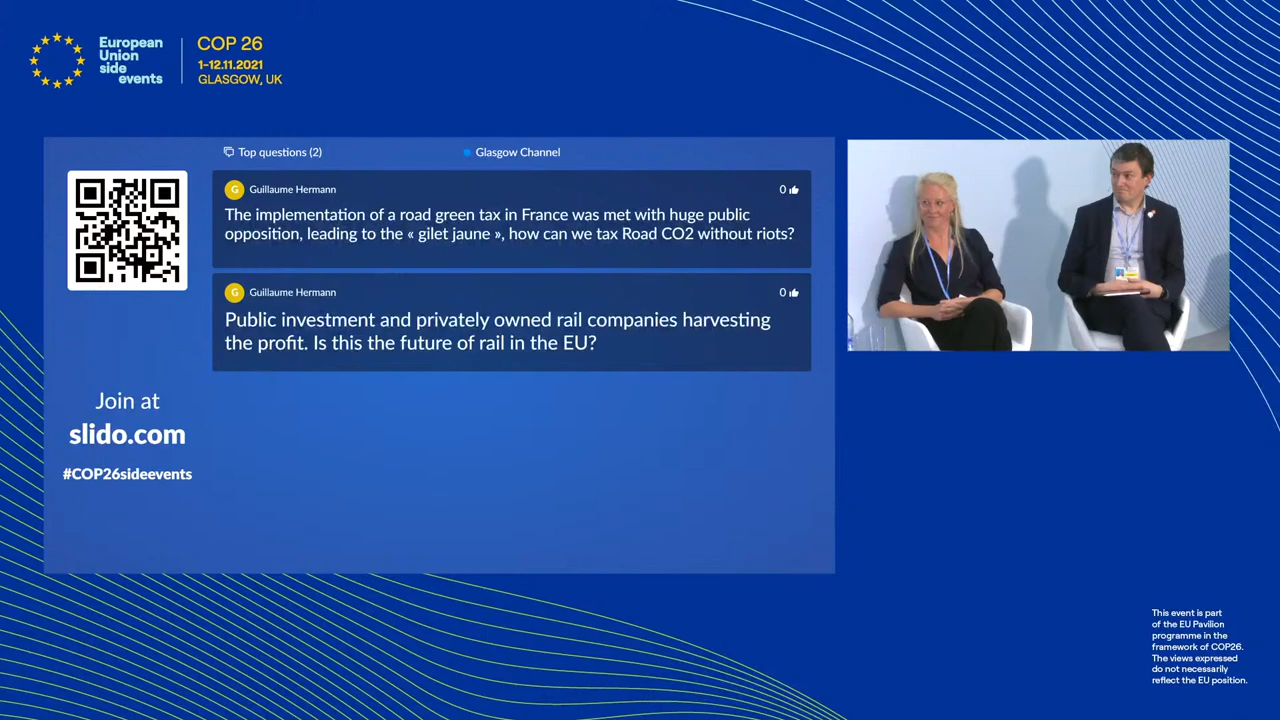 European
Union
side
events
COP 26
1-12.11.2021
GLASGOW, UK
Top questions (2)
Glasgow Channel
G Guillaume Hermann 0
The implementation of a road green tax in France was met with huge public
opposition, leading to the « gilet jaune », how can we tax Road CO2 without riots?
G Guillaume Hermann 0
Public investment and privately owned rail companies harvesting
the profit. Is this the future of rail in the EU?
Join at
slido.com
#COP26sideevents
This event is part
of the EU Pavilion
programme in the
framework of COP26.
The views expressed
do not necessarily
reflect the EU position.